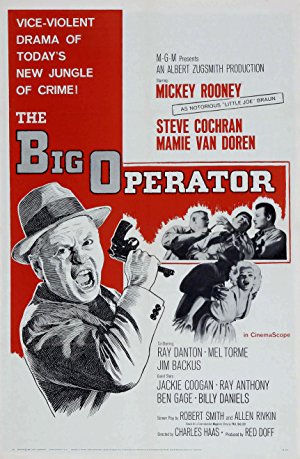 VICE-VIOLENT
DRAMA OF
TODAY'S
NEW JUNGLE
OF CRIME!
THE
BIG OPERATOR
M-G-M Presents
AN ALBERT ZUGSMITH PRODUCTION
Starring
MICKEY ROONEY
AS NOTORIOUS "LITTLE JOE" BRAUN
STEVE COCHRAN
MAMIE VAN DOREN
in CinemaScope
Co-Starring
RAY DANTON · MEL TORME
JIM BACKUS
Guest Stars
JACKIE COOGAN · RAY ANTHONY
BEN GAGE · BILLY DANIELS
Screen Play by ROBERT SMITH and ALLEN RIVKIN
Directed by CHARLES HAAS · Produced by RED DOFF